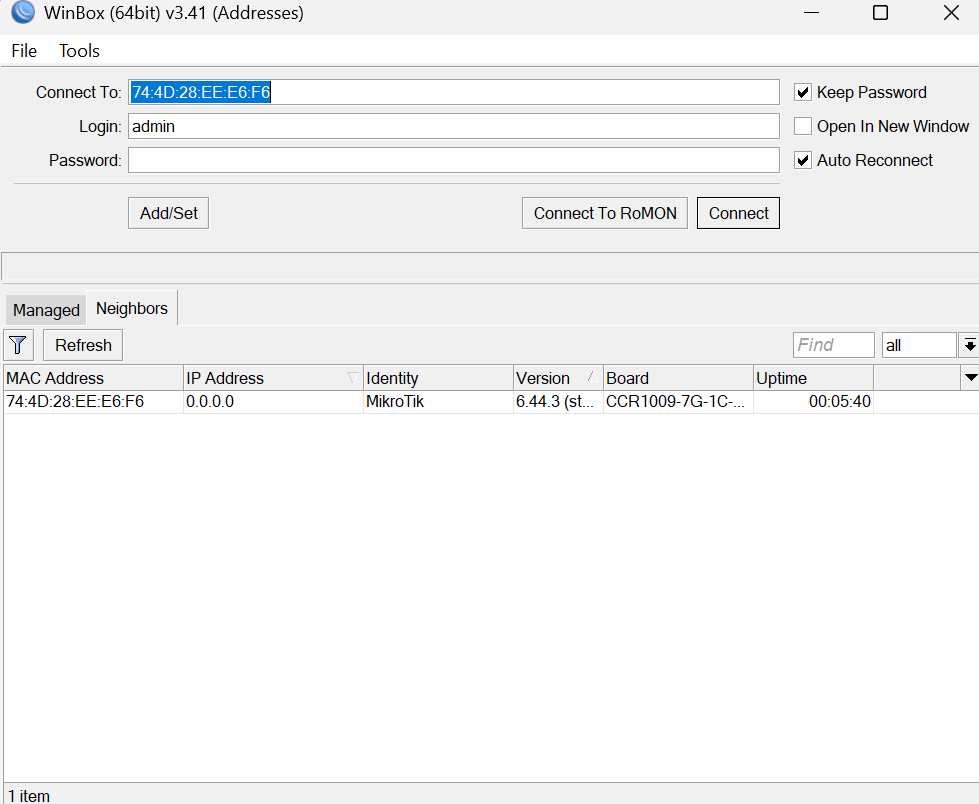 WinBox (64bit) v3.41 (Addresses)
File Tools
Connect To: 74:4D:28:EE:E6:F6 Keep Password
Login: admin Open In New Window
Password: Auto Reconnect
Add/Set Connect To RoMON Connect
Managed Neighbors
Refresh Find all
MAC Address IP Address Identity Version Board Uptime
74:4D:28:EE:E6:F6 0.0.0.0 MikroTik 6.44.3 (st... CCR1009-7G-1C-... 00:05:40
1 item